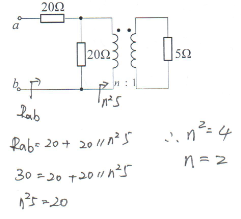 20Ω
a
20Ω
5Ω
b
n : 1
Rab
n²5
Rab = 20 + 20 // n²5
30 = 20 + 20 // n²5
n²5 = 20
∴ n² = 4
n = 2